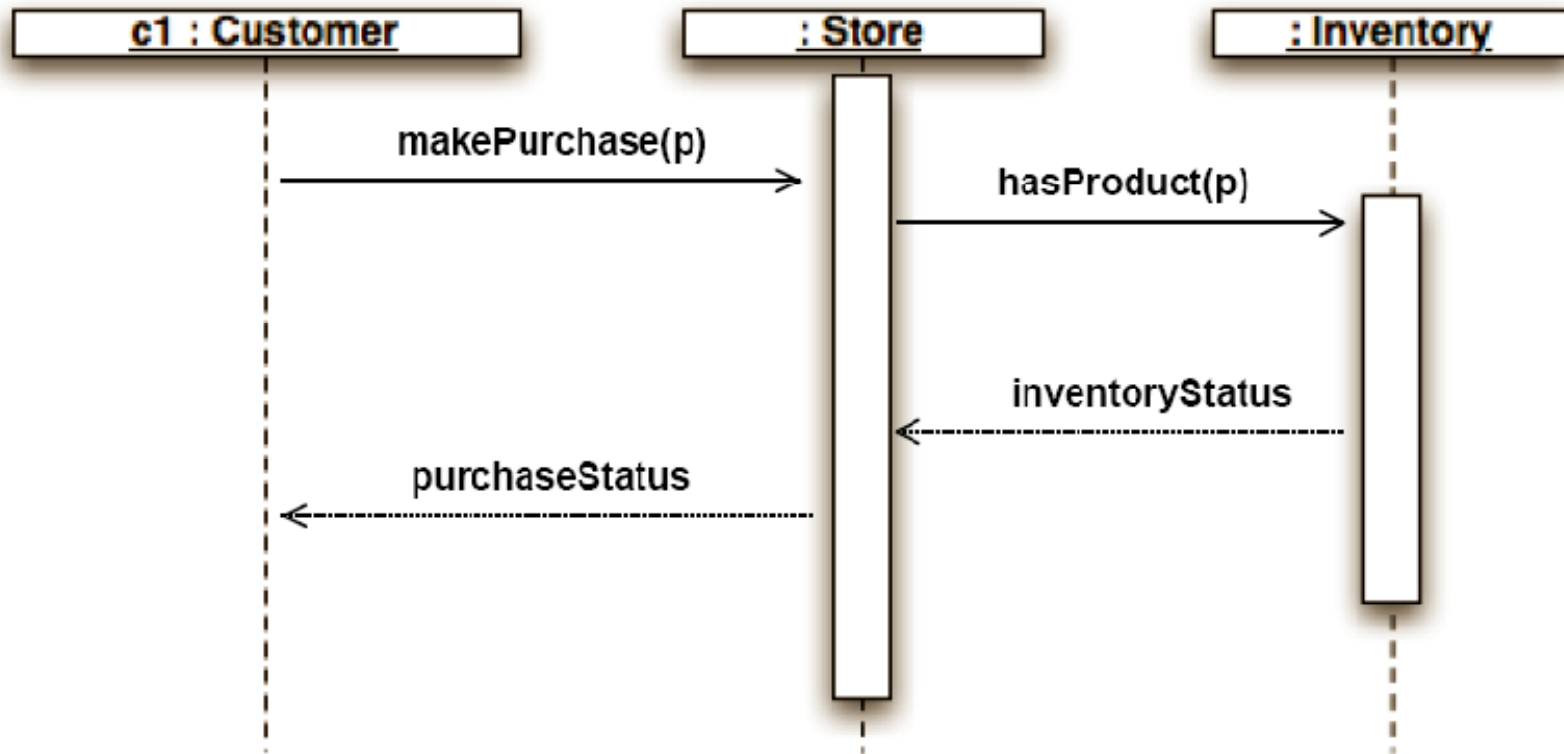 c1 : Customer
: Store
: Inventory
makePurchase(p)
hasProduct(p)
inventoryStatus
purchaseStatus